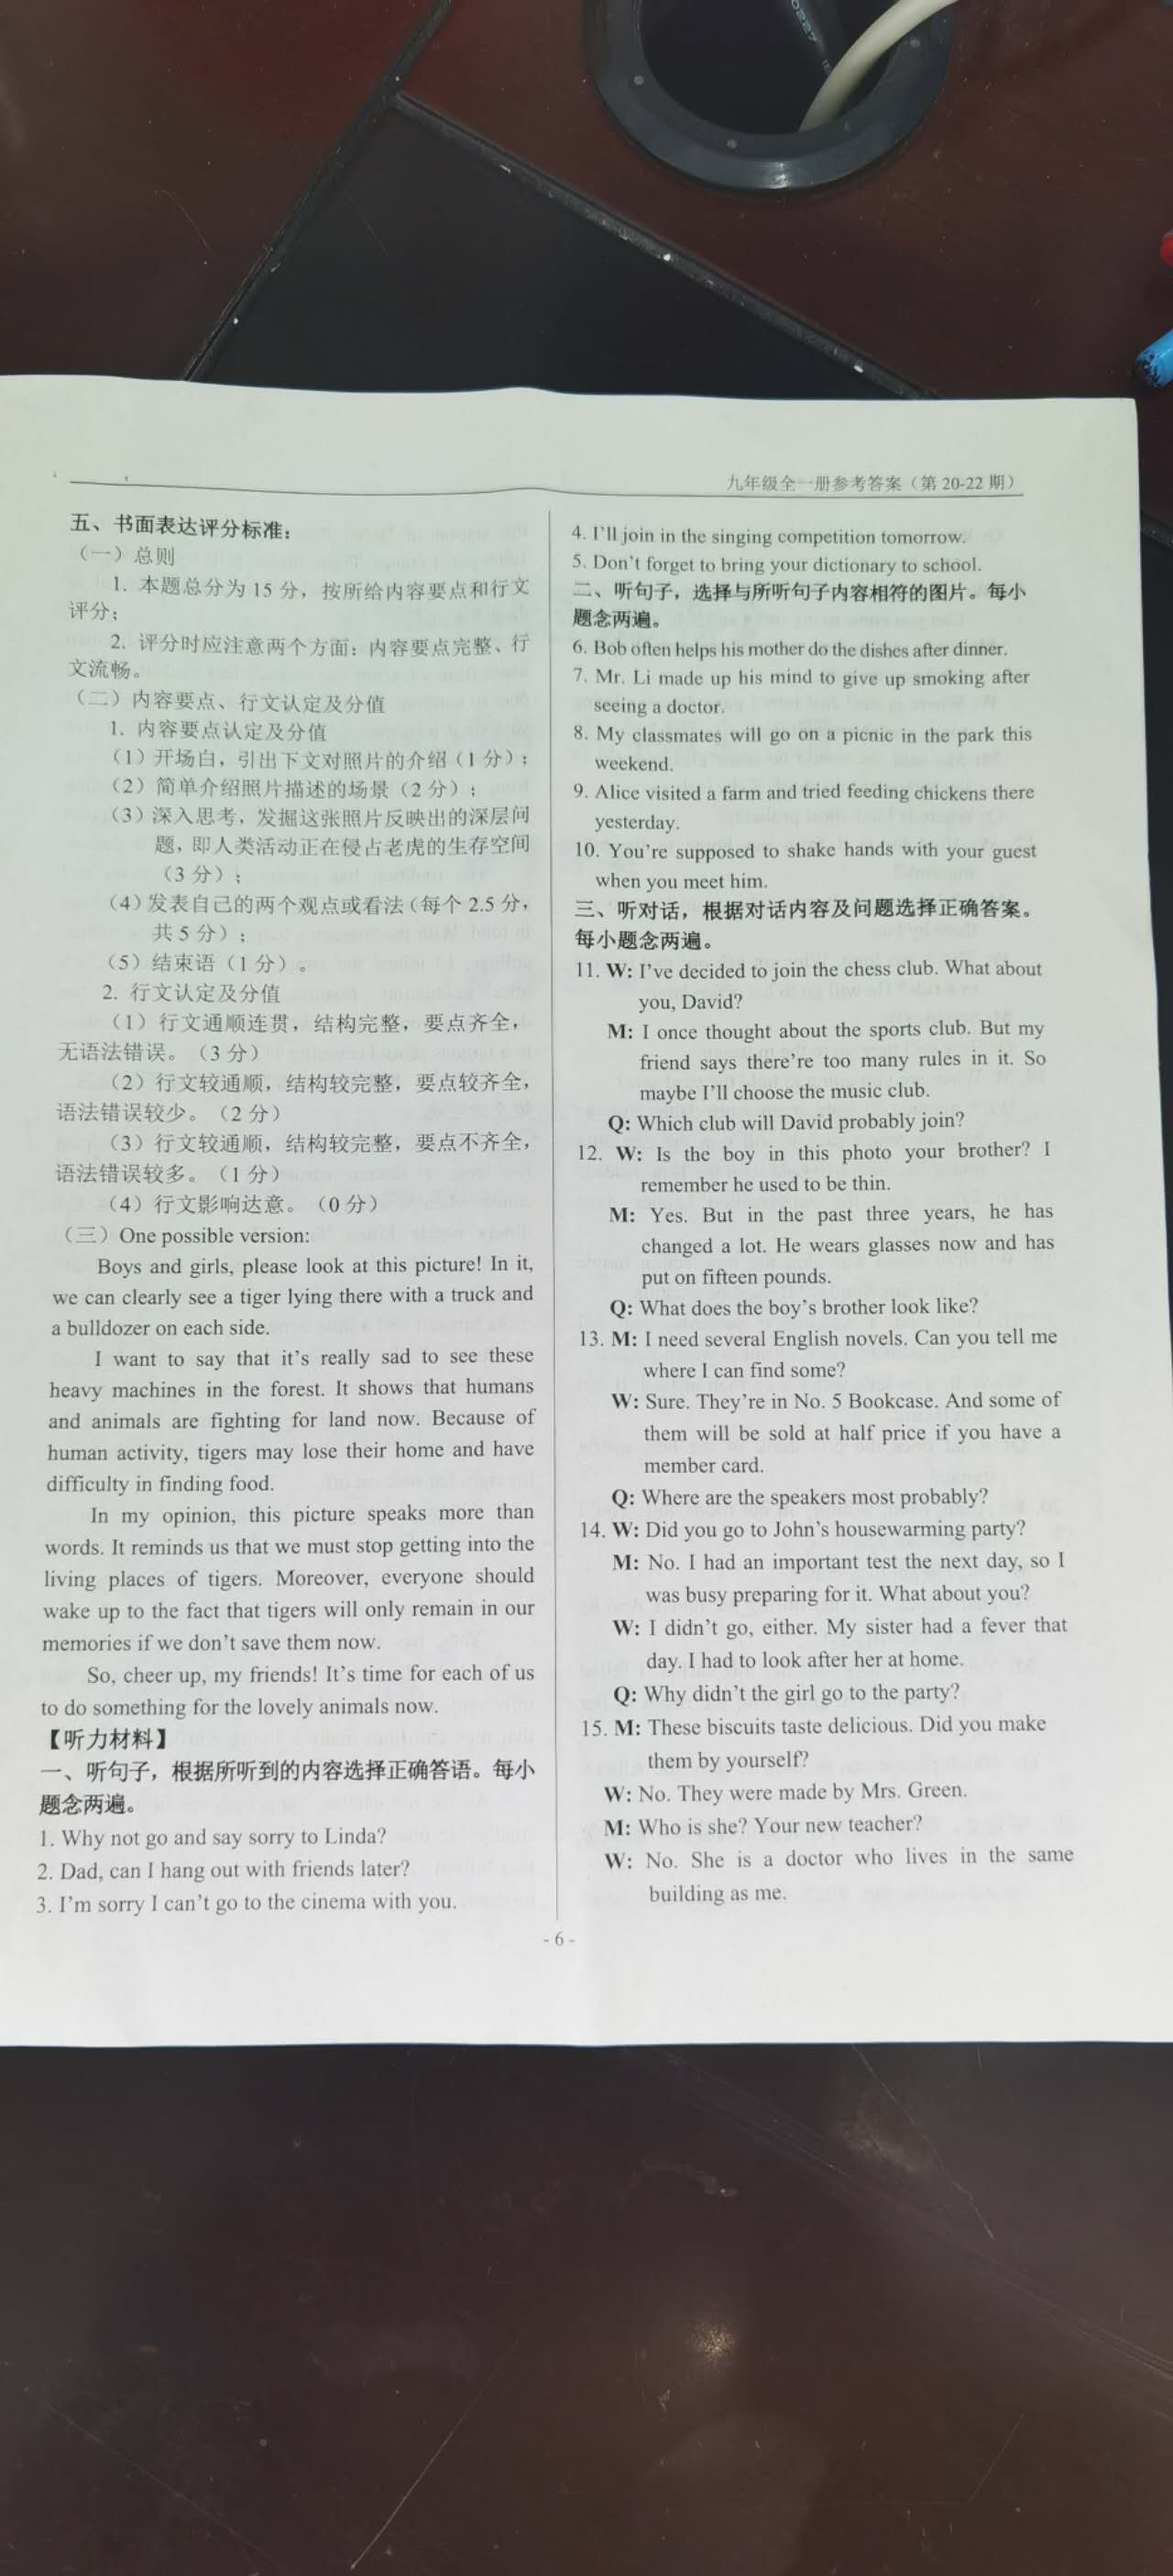 0227
九年级全一册参考答案（第 20-22 期）
五、书面表达评分标准：
（一）总则
1. 本题总分为 15 分，按所给内容要点和行文
评分；
2. 评分时应注意两个方面：内容要点完整、行
文流畅。
（二）内容要点、行文认定及分值
1. 内容要点认定及分值
（1）开场白，引出下文对照片的介绍（1 分）；
（2）简单介绍照片描述的场景（2 分）；
（3）深入思考，发掘这张照片反映出的深层问
题，即人类活动正在侵占老虎的生存空间
（3 分）；
（4）发表自己的两个观点或看法（每个 2.5 分，
共 5 分）；
（5）结束语（1 分）。
2. 行文认定及分值
（1）行文通顺连贯，结构完整，要点齐全，
无语法错误。（3 分）
（2）行文较通顺，结构较完整，要点较齐全，
语法错误较少。（2 分）
（3）行文较通顺，结构较完整，要点不齐全，
语法错误较多。（1 分）
（4）行文影响达意。（0 分）
（三）One possible version:
Boys and girls, please look at this picture! In it,
we can clearly see a tiger lying there with a truck and
a bulldozer on each side.
I want to say that it's really sad to see these
heavy machines in the forest. It shows that humans
and animals are fighting for land now. Because of
human activity, tigers may lose their home and have
difficulty in finding food.
In my opinion, this picture speaks more than
words. It reminds us that we must stop getting into the
living places of tigers. Moreover, everyone should
wake up to the fact that tigers will only remain in our
memories if we don't save them now.
So, cheer up, my friends! It's time for each of us
to do something for the lovely animals now.
【听力材料】
一、听句子，根据所听到的内容选择正确答语。每小
题念两遍。
1. Why not go and say sorry to Linda?
2. Dad, can I hang out with friends later?
3. I'm sorry I can't go to the cinema with you.
4. I'll join in the singing competition tomorrow.
5. Don't forget to bring your dictionary to school.
二、听句子，选择与所听句子内容相符的图片。每小
题念两遍。
6. Bob often helps his mother do the dishes after dinner.
7. Mr. Li made up his mind to give up smoking after
seeing a doctor.
8. My classmates will go on a picnic in the park this
weekend.
9. Alice visited a farm and tried feeding chickens there
yesterday.
10. You're supposed to shake hands with your guest
when you meet him.
三、听对话，根据对话内容及问题选择正确答案。
每小题念两遍。
11. W: I've decided to join the chess club. What about
you, David?
M: I once thought about the sports club. But my
friend says there're too many rules in it. So
maybe I'll choose the music club.
Q: Which club will David probably join?
12. W: Is the boy in this photo your brother? I
remember he used to be thin.
M: Yes. But in the past three years, he has
changed a lot. He wears glasses now and has
put on fifteen pounds.
Q: What does the boy's brother look like?
13. M: I need several English novels. Can you tell me
where I can find some?
W: Sure. They're in No. 5 Bookcase. And some of
them will be sold at half price if you have a
member card.
Q: Where are the speakers most probably?
14. W: Did you go to John's housewarming party?
M: No. I had an important test the next day, so I
was busy preparing for it. What about you?
W: I didn't go, either. My sister had a fever that
day. I had to look after her at home.
Q: Why didn't the girl go to the party?
15. M: These biscuits taste delicious. Did you make
them by yourself?
W: No. They were made by Mrs. Green.
M: Who is she? Your new teacher?
W: No. She is a doctor who lives in the same
building as me.
- 6 -